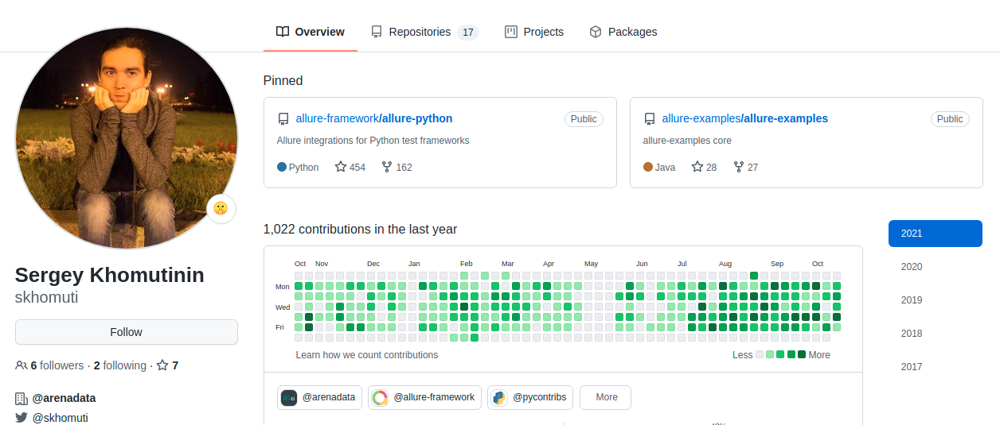 Overview
Repositories 17
Projects
Packages
Sergey Khomutinin
skhomuti
Follow
6 followers · 2 following · 7
@arenadata
@skhomuti
Pinned
allure-framework/allure-python Public
Allure integrations for Python test frameworks
Python 454 162
allure-examples/allure-examples Public
allure-examples core
Java 28 27
1,022 contributions in the last year
Oct Nov Dec Jan Feb Mar Apr May Jun Jul Aug Sep Oct
Mon
Wed
Fri
Learn how we count contributions
Less More
@arenadata
@allure-framework
@pycontribs
More
2021
2020
2019
2018
2017